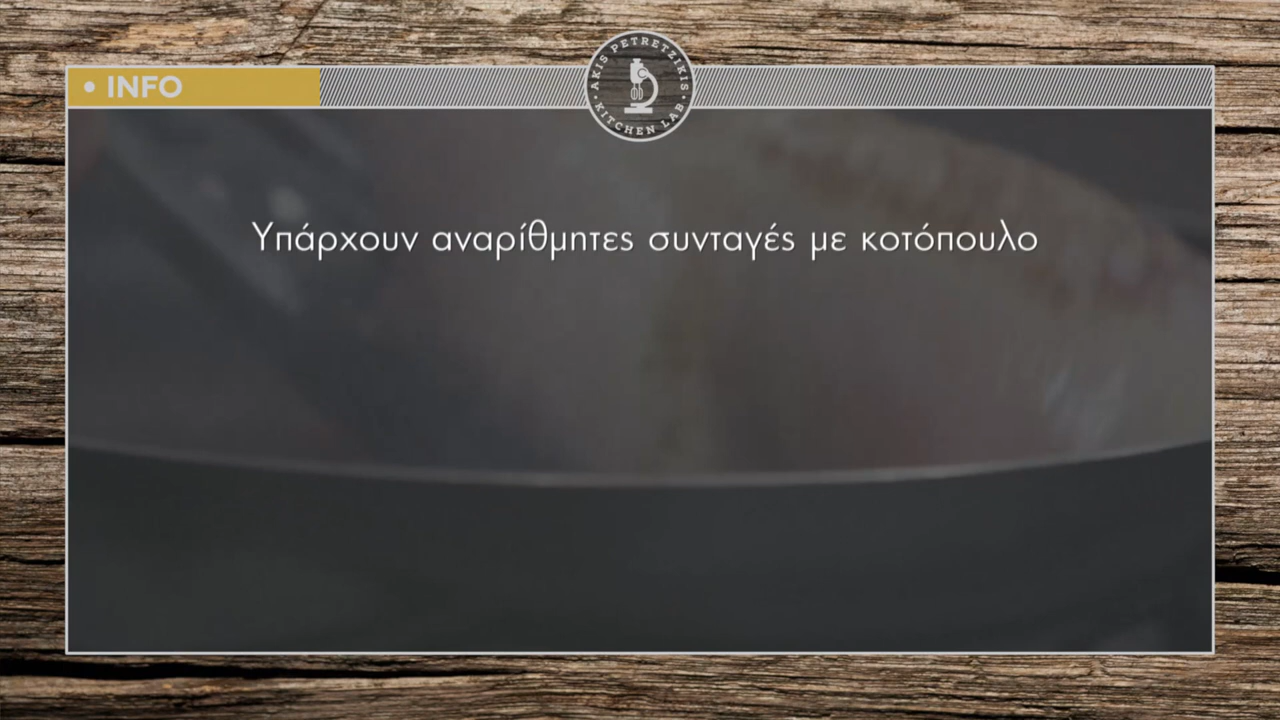 • INFO
AKIS PETRETZIKIS
• KITCHEN LAB •
Υπάρχουν αναρίθμητες συνταγές με κοτόπουλο